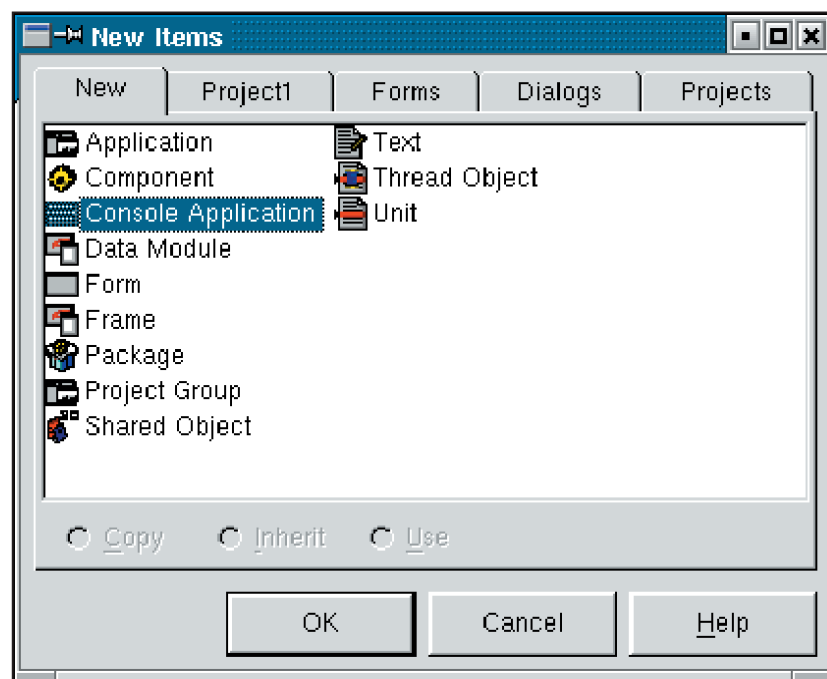 New Items
New Project1 Forms Dialogs Projects
Application Text
Component Thread Object
Console Application Unit
Data Module
Form
Frame
Package
Project Group
Shared Object
Copy Inherit Use
OK Cancel Help